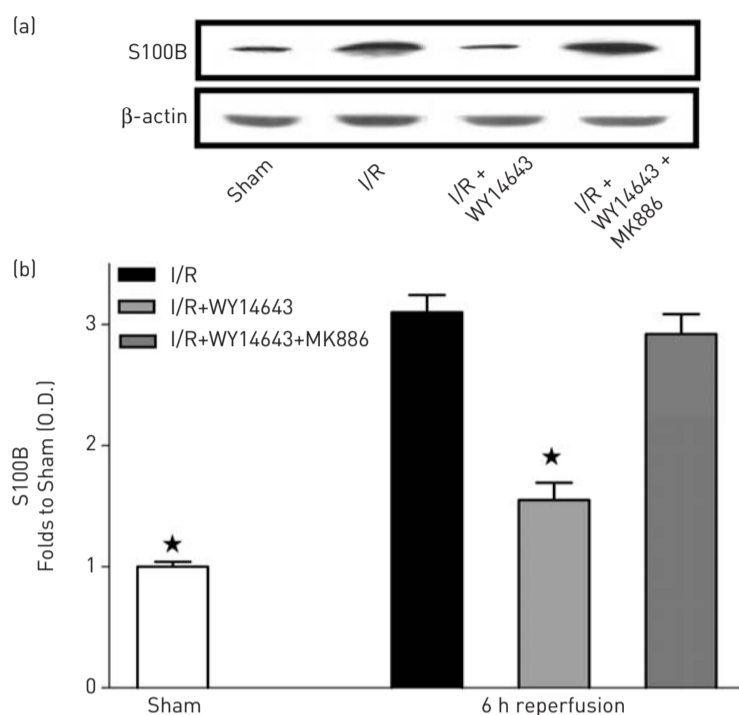 (a)
S100B
β-actin
Sham
I/R
I/R +
WY14643
I/R +
WY14643 +
MK886
(b)
I/R
I/R+WY14643
I/R+WY14643+MK886
S100B
Folds to Sham (O.D.)
3
2
1
0
Sham
6 h reperfusion